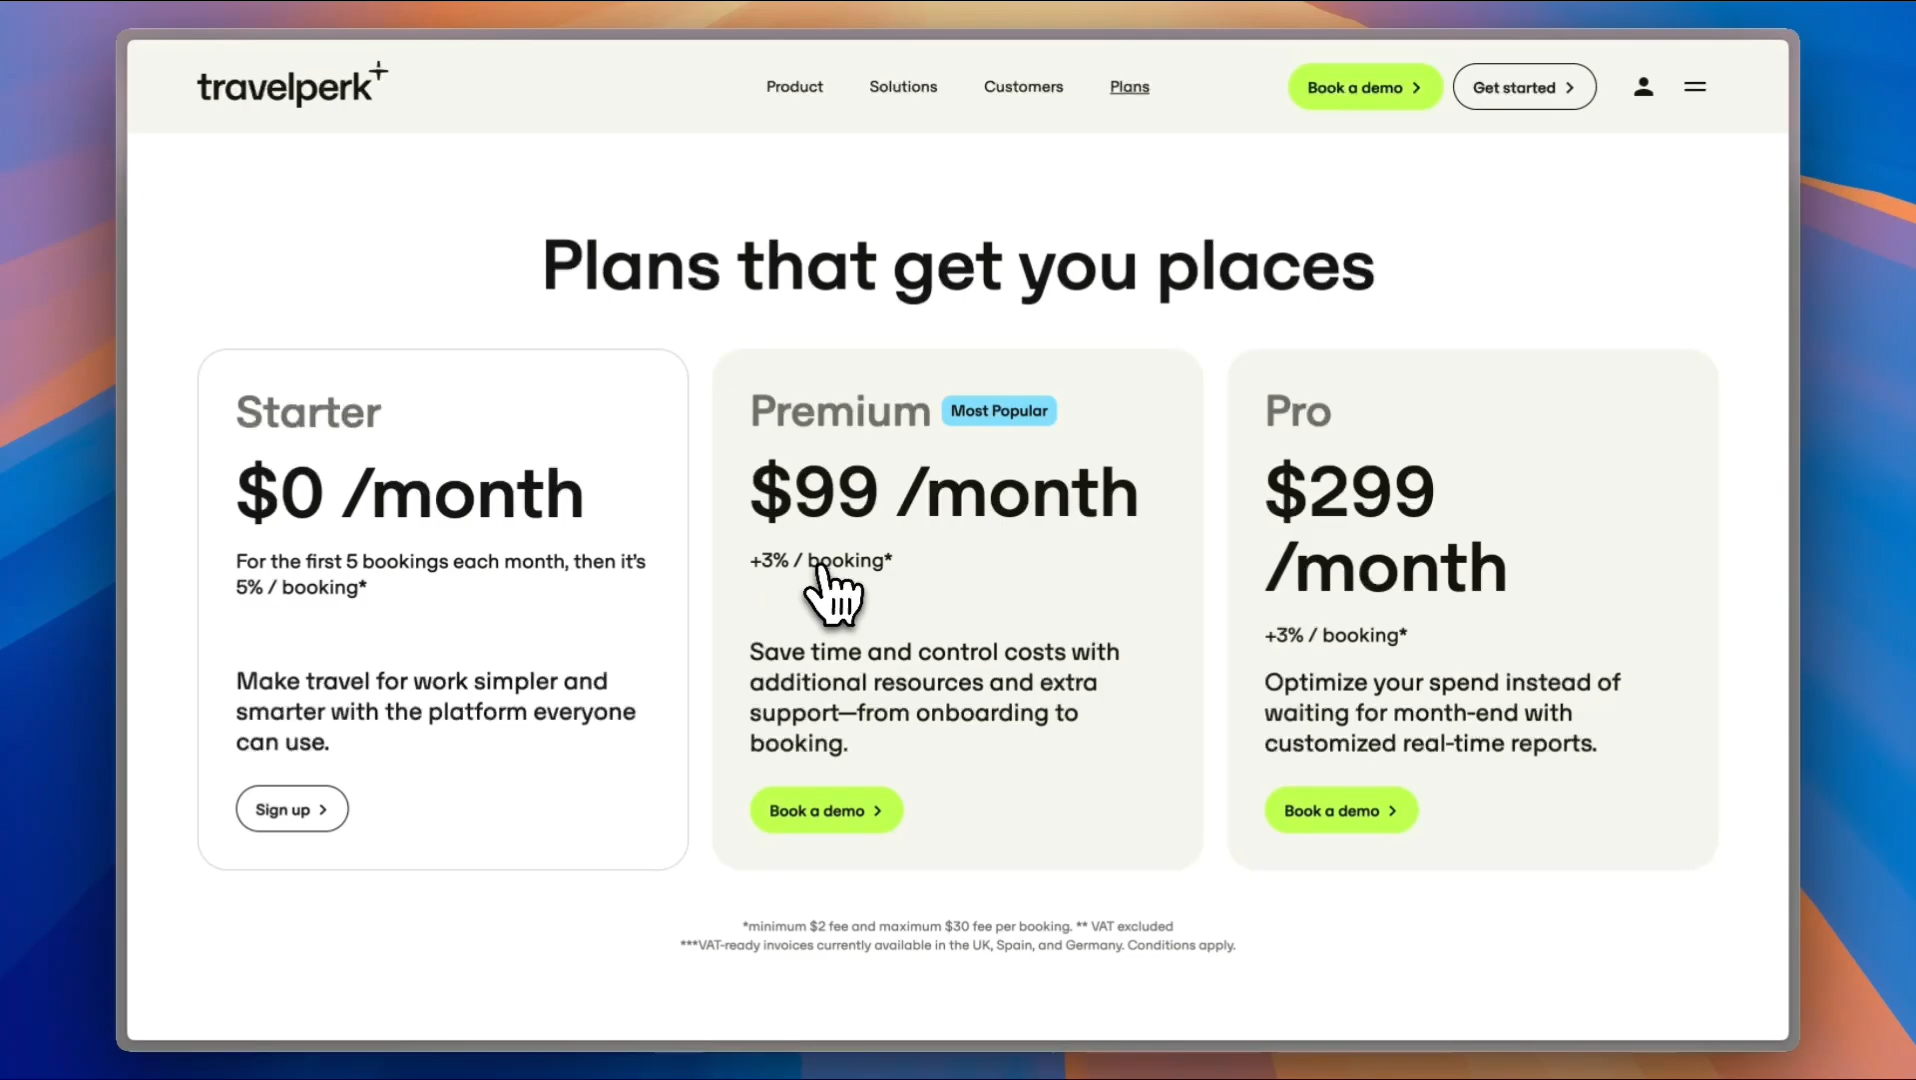 travelperk
Product
Solutions
Customers
Plans
Book a demo
Get started
Plans that get you places
Starter
$0 /month
For the first 5 bookings each month, then it's
5% / booking*
Make travel for work simpler and
smarter with the platform everyone
can use.
Sign up
Premium
Most Popular
$99 /month
+3% / booking*
Save time and control costs with
additional resources and extra
support—from onboarding to
booking.
Book a demo
Pro
$299
/month
+3% / booking*
Optimize your spend instead of
waiting for month-end with
customized real-time reports.
Book a demo
*minimum $2 fee and maximum $30 fee per booking. ** VAT excluded
***VAT-ready invoices currently available in the UK, Spain, and Germany. Conditions apply.